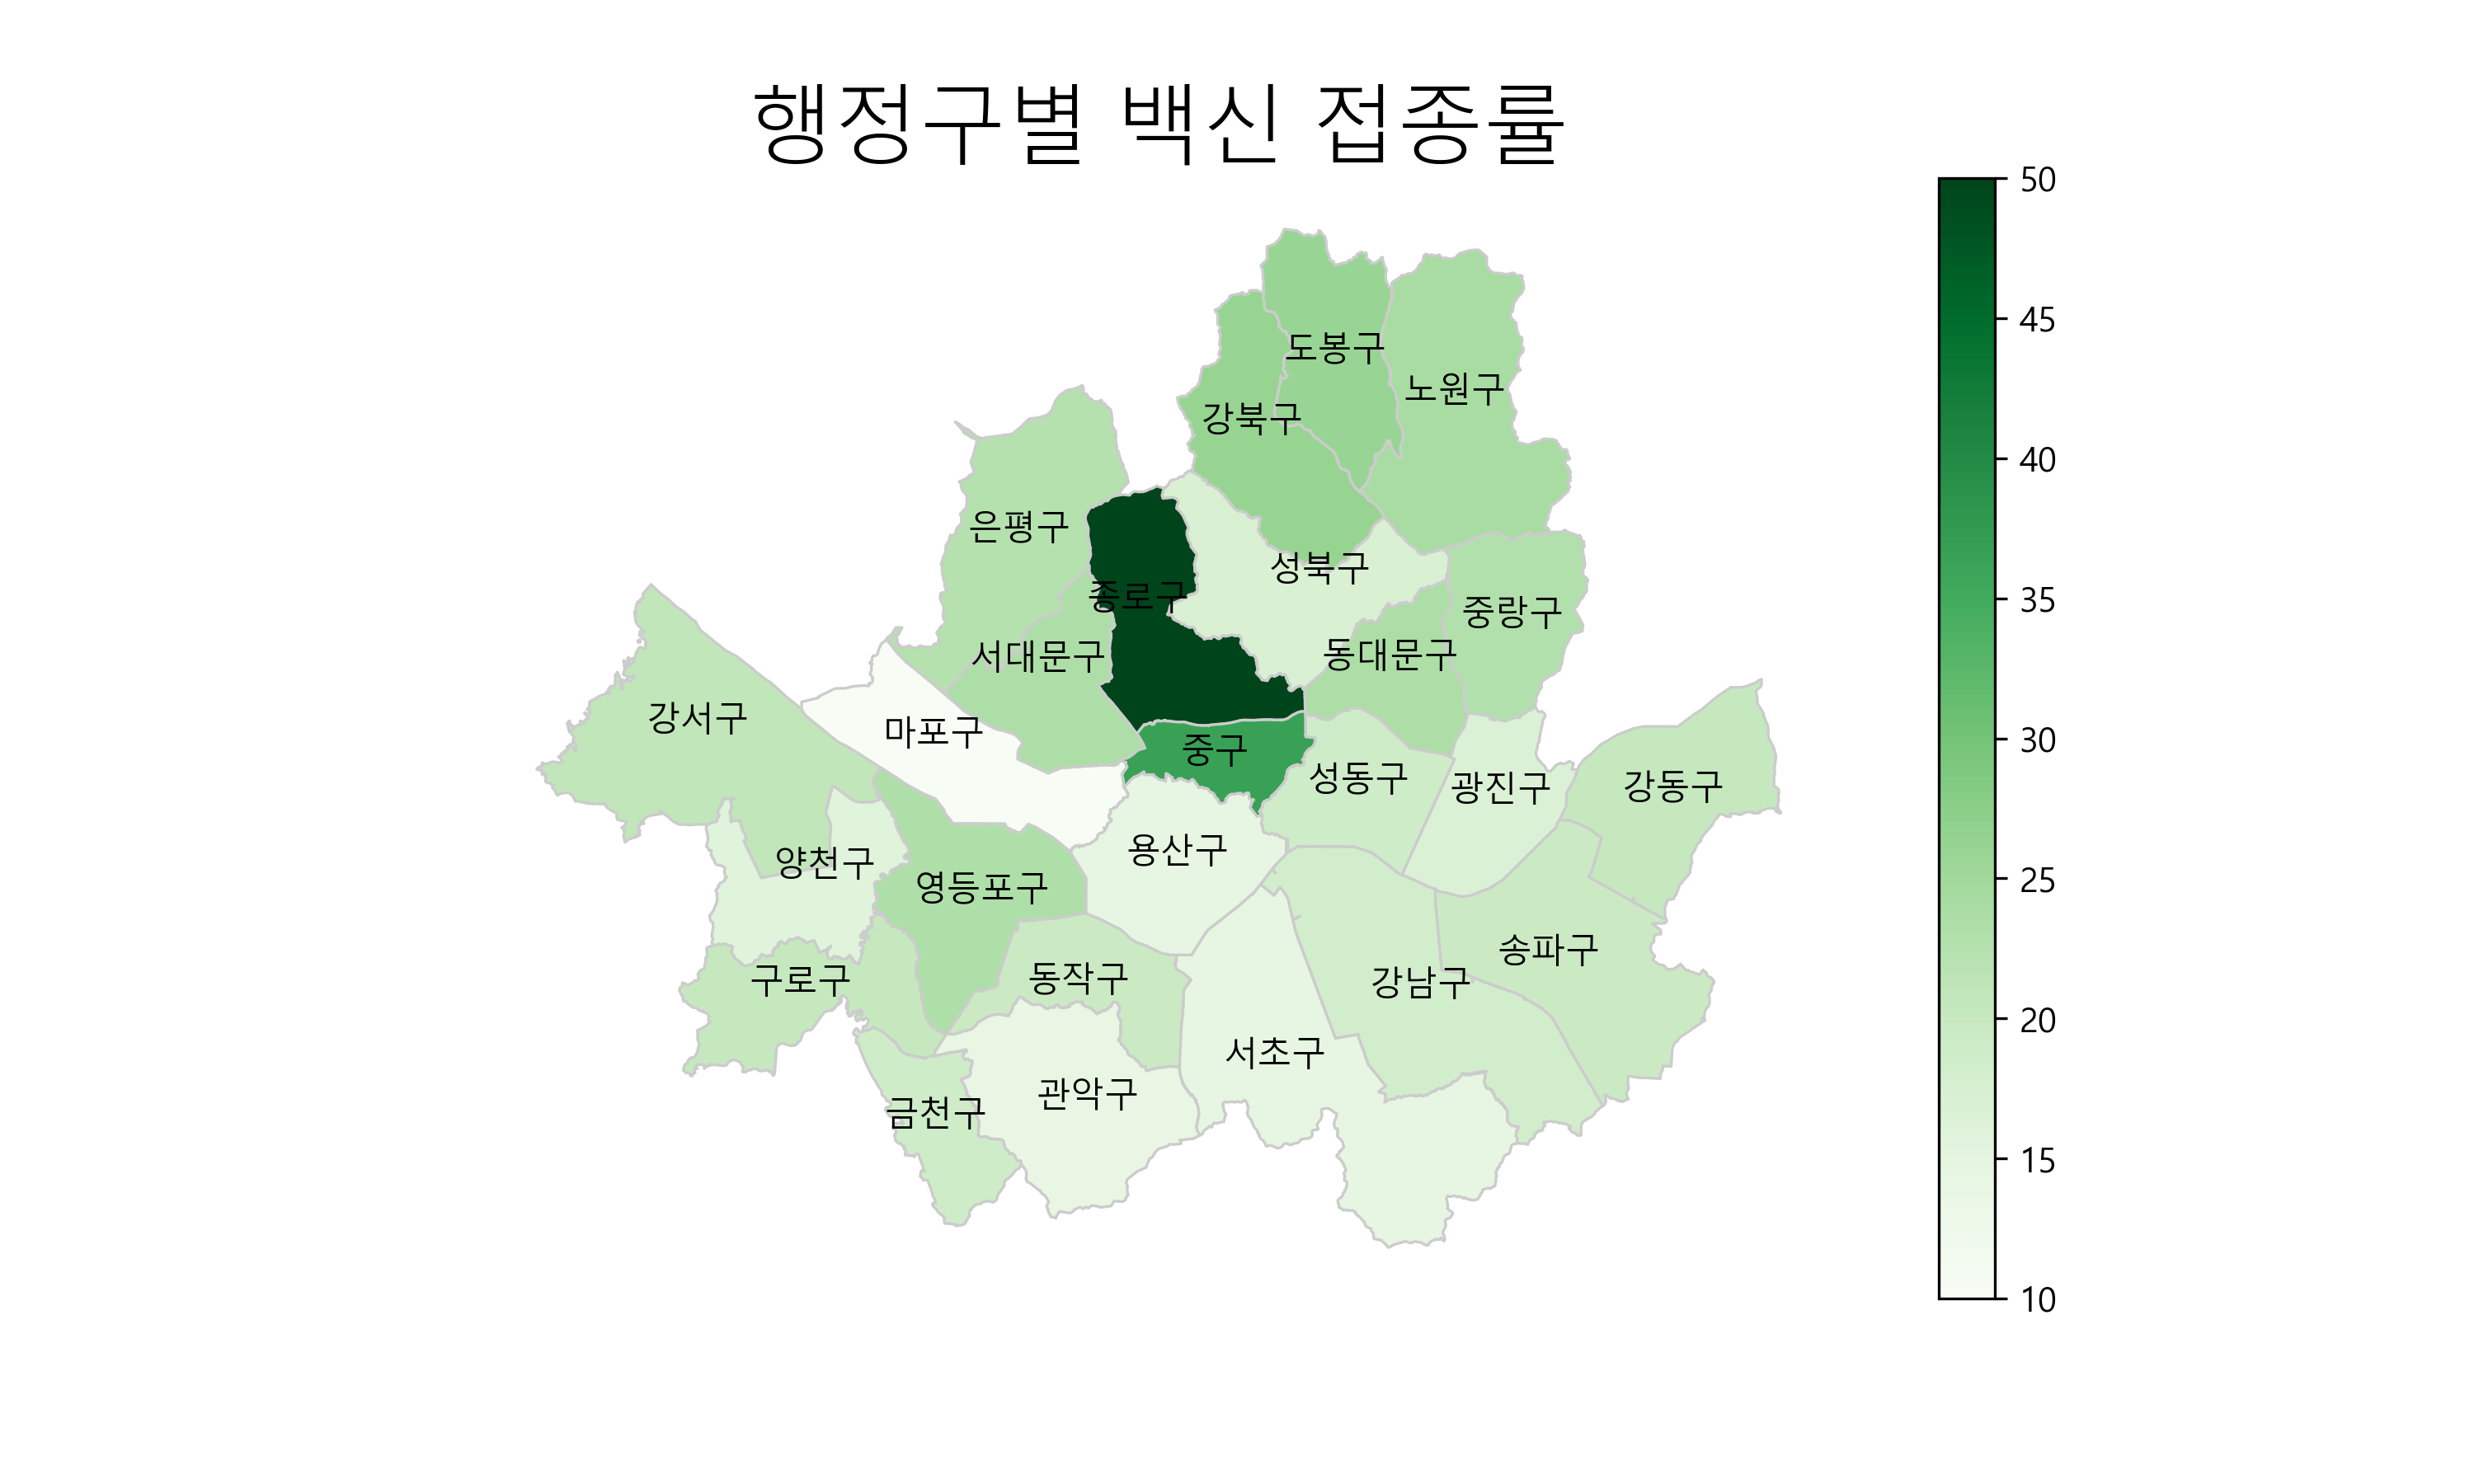 행정구별 백신 접종률
50
45
40
35
30
25
20
15
10
도봉구
노원구
강북구
은평구
성북구
종로구
중랑구
서대문구
동대문구
강서구
마포구
중구
성동구
광진구
강동구
용산구
양천구
영등포구
송파구
동작구
구로구
강남구
서초구
관악구
금천구